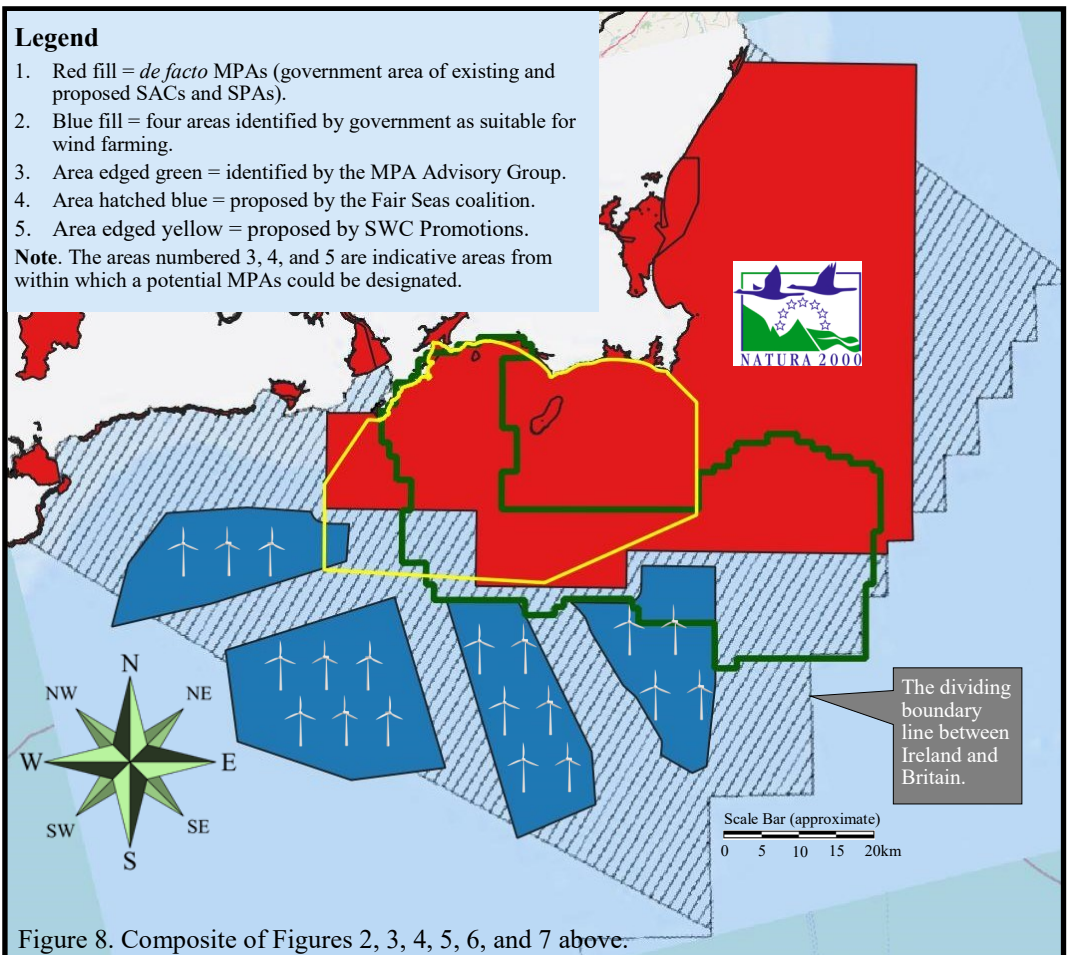 Legend
1. Red fill = de facto MPAs (government area of existing and
proposed SACs and SPAs).
2. Blue fill = four areas identified by government as suitable for
wind farming.
3. Area edged green = identified by the MPA Advisory Group.
4. Area hatched blue = proposed by the Fair Seas coalition.
5. Area edged yellow = proposed by SWC Promotions.
Note. The areas numbered 3, 4, and 5 are indicative areas from
within which a potential MPAs could be designated.
NATURA 2000
N
NW
NE
W
E
SW
SE
S
The dividing
boundary
line between
Ireland and
Britain.
Scale Bar (approximate)
0 5 10 15 20km
Figure 8. Composite of Figures 2, 3, 4, 5, 6, and 7 above.